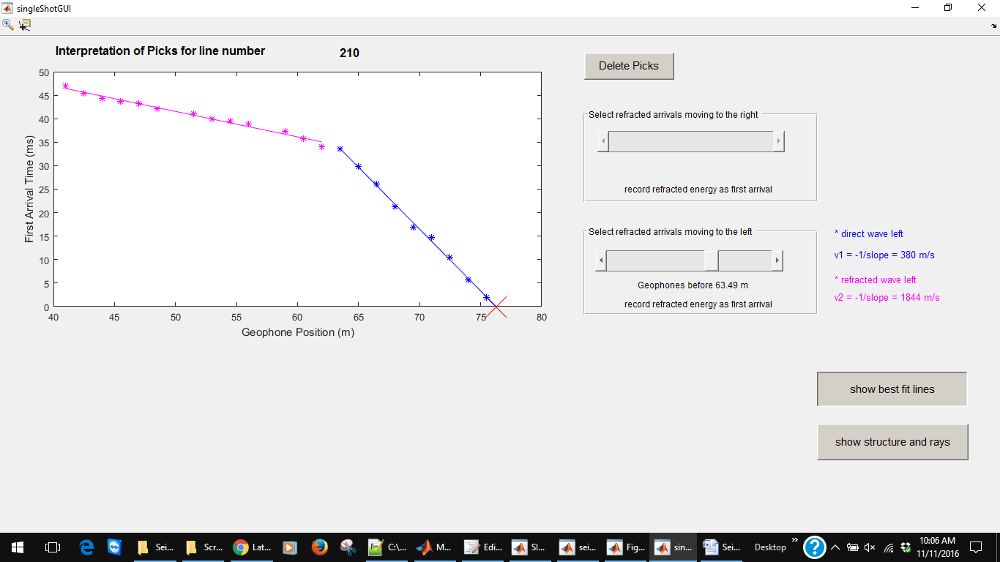 singleShotGUI
Interpretation of Picks for line number 210
50
45
40
35
30
25
20
15
10
5
0
40 45 50 55 60 65 70 75 80
First Arrival Time (ms)
Geophone Position (m)
Delete Picks
Select refracted arrivals moving to the right
record refracted energy as first arrival
Select refracted arrivals moving to the left
Geophones before 63.49 m
record refracted energy as first arrival
* direct wave left
v1 = -1/slope = 380 m/s
* refracted wave left
v2 = -1/slope = 1844 m/s
show best fit lines
show structure and rays
Sei... Scr... Lat... C:\... M... Edi... Sl... sei... Fig... sin... Sei... Desktop » 10:06 AM
11/11/2016